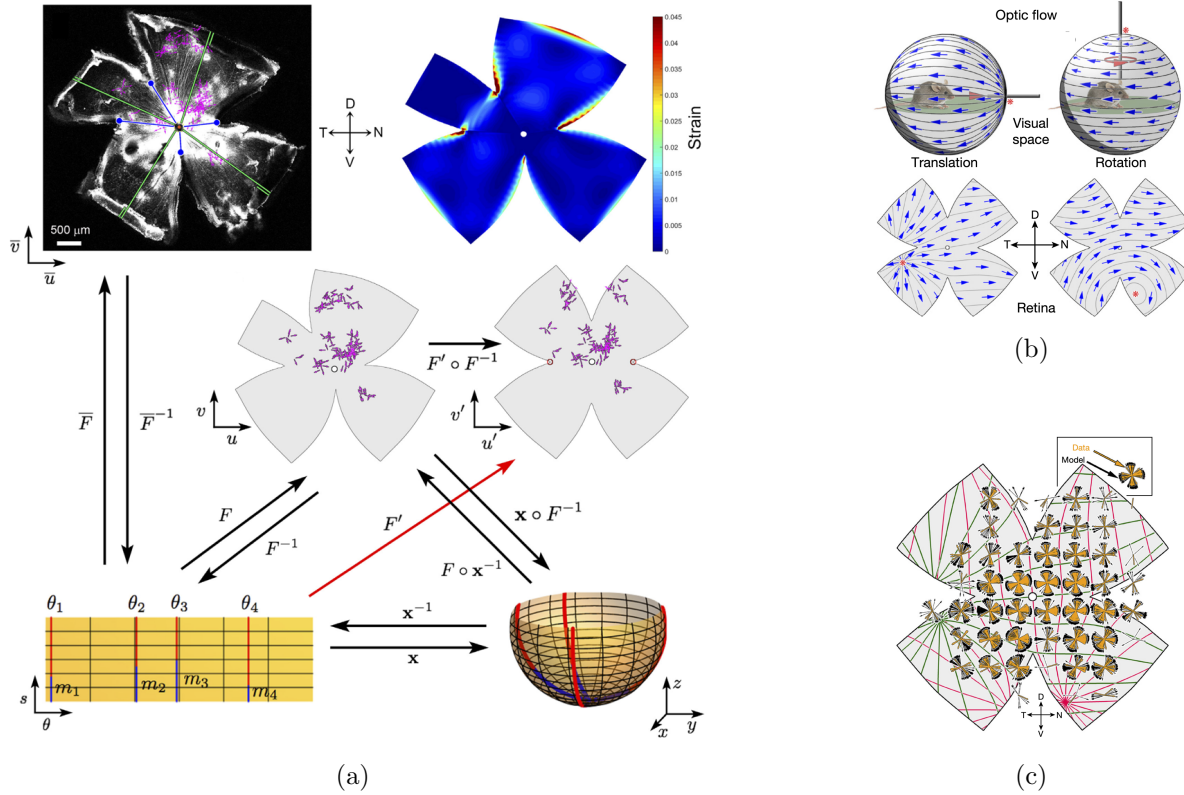 500 μm
v̅
u̅
D
T
N
V
0.045
0.04
0.035
0.03
0.025
0.02
0.015
0.01
0.005
0
Strain
F̅
F̅⁻¹
v
u
F′ ∘ F⁻¹
v′
u′
F
F⁻¹
F′
x ∘ F⁻¹
F ∘ x⁻¹
θ₁ θ₂ θ₃ θ₄
m₁ m₂ m₃ m₄
s
θ
x⁻¹
x
z
y
x
(a)
Optic flow
Visual
space
Translation
Rotation
D
T
N
V
Retina
(b)
Data
Model
D
T
N
V
(c)